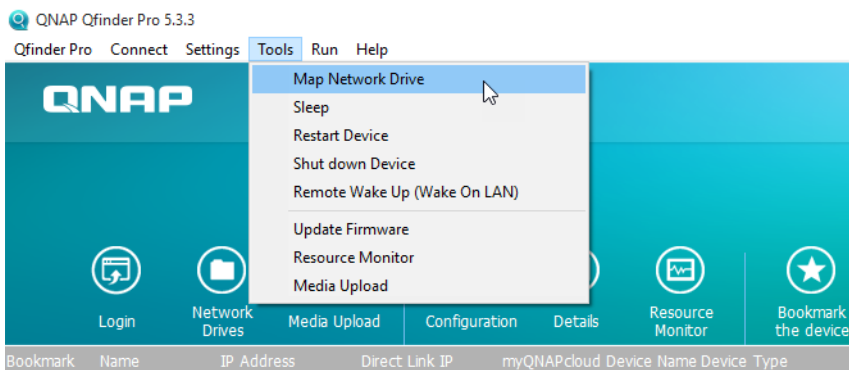 QNAP Qfinder Pro 5.3.3
Qfinder Pro Connect Settings Tools Run Help
QNAP
Map Network Drive
Sleep
Restart Device
Shut down Device
Remote Wake Up (Wake On LAN)
Update Firmware
Resource Monitor
Media Upload
Login
Network
Drives
Media Upload
Configuration
Details
Resource
Monitor
Bookmark
the device
Bookmark Name IP Address Direct Link IP myQNAPcloud Device Name Device Type